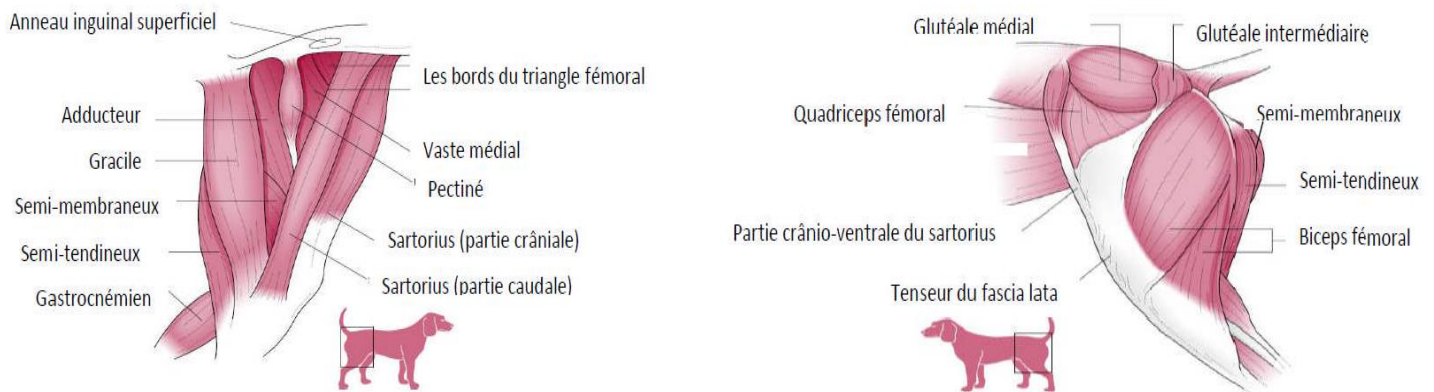 Anneau inguinal superficiel
Les bords du triangle fémoral
Adducteur
Gracile
Vaste médial
Pectiné
Semi-membraneux
Semi-tendineux
Sartorius (partie crâniale)
Sartorius (partie caudale)
Gastrocnémien
Glutéale médial
Glutéale intermédiaire
Quadriceps fémoral
Semi-membraneux
Semi-tendineux
Partie crânio-ventrale du sartorius
Biceps fémoral
Tenseur du fascia lata